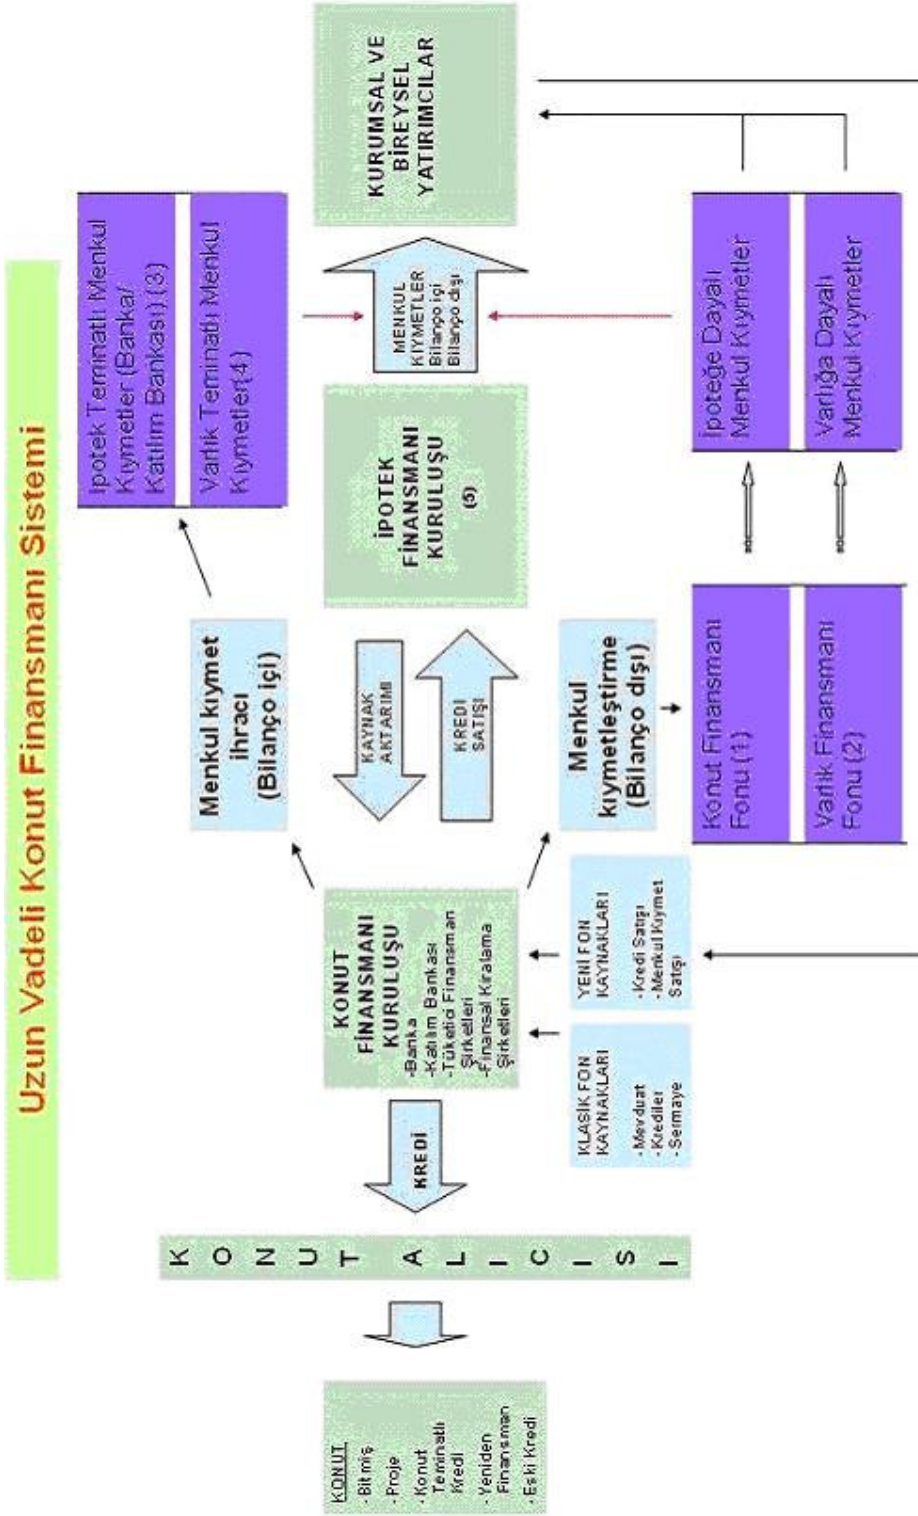 Uzun Vadeli Konut Finansmanı Sistemi
KONUT
- Bitmiş
- Proje
- Konut
Teminatlı
Kredi
- Yeniden
Finansman
- Eski Kredi
KONUT ALICISI
KREDİ
KONUT
FİNANSMANI
KURULUŞU
-Banka
-Katılım Bankası
-Tüketici Finansman
Şirketleri
-Finansal Kiralama
Şirketleri
KLASİK FON
KAYNAKLARI
- Mevduat
- Krediler
- Sermaye
YENİ FON
KAYNAKLARI
- Kredi Satışı
- Menkul Kıymet
Satışı
Menkul kıymet
ihracı
(Bilanço içi)
KAYNAK
AKTARIMI
KREDİ
SATIŞI
Menkul
kıymetleştirme
(Bilanço dışı)
Konut Finansmanı
Fonu (1)
Varlık Finansmanı
Fonu (2)
İPOTEK
FİNANSMANI
KURULUŞU
(5)
Ipotek Teminatlı Menkul
Kıymetler (Banka/
Katılım Bankası) (3)
Varlık Teminatlı Menkul
Kıymetler(4)
MENKUL
KIYMETLER
Bilanço içi
Bilanço dışı
İpoteğe Dayalı
Menkul Kıymetler
Varlığa Dayalı
Menkul Kıymetler
KURUMSAL VE
BİREYSEL
YATIRIMCILAR